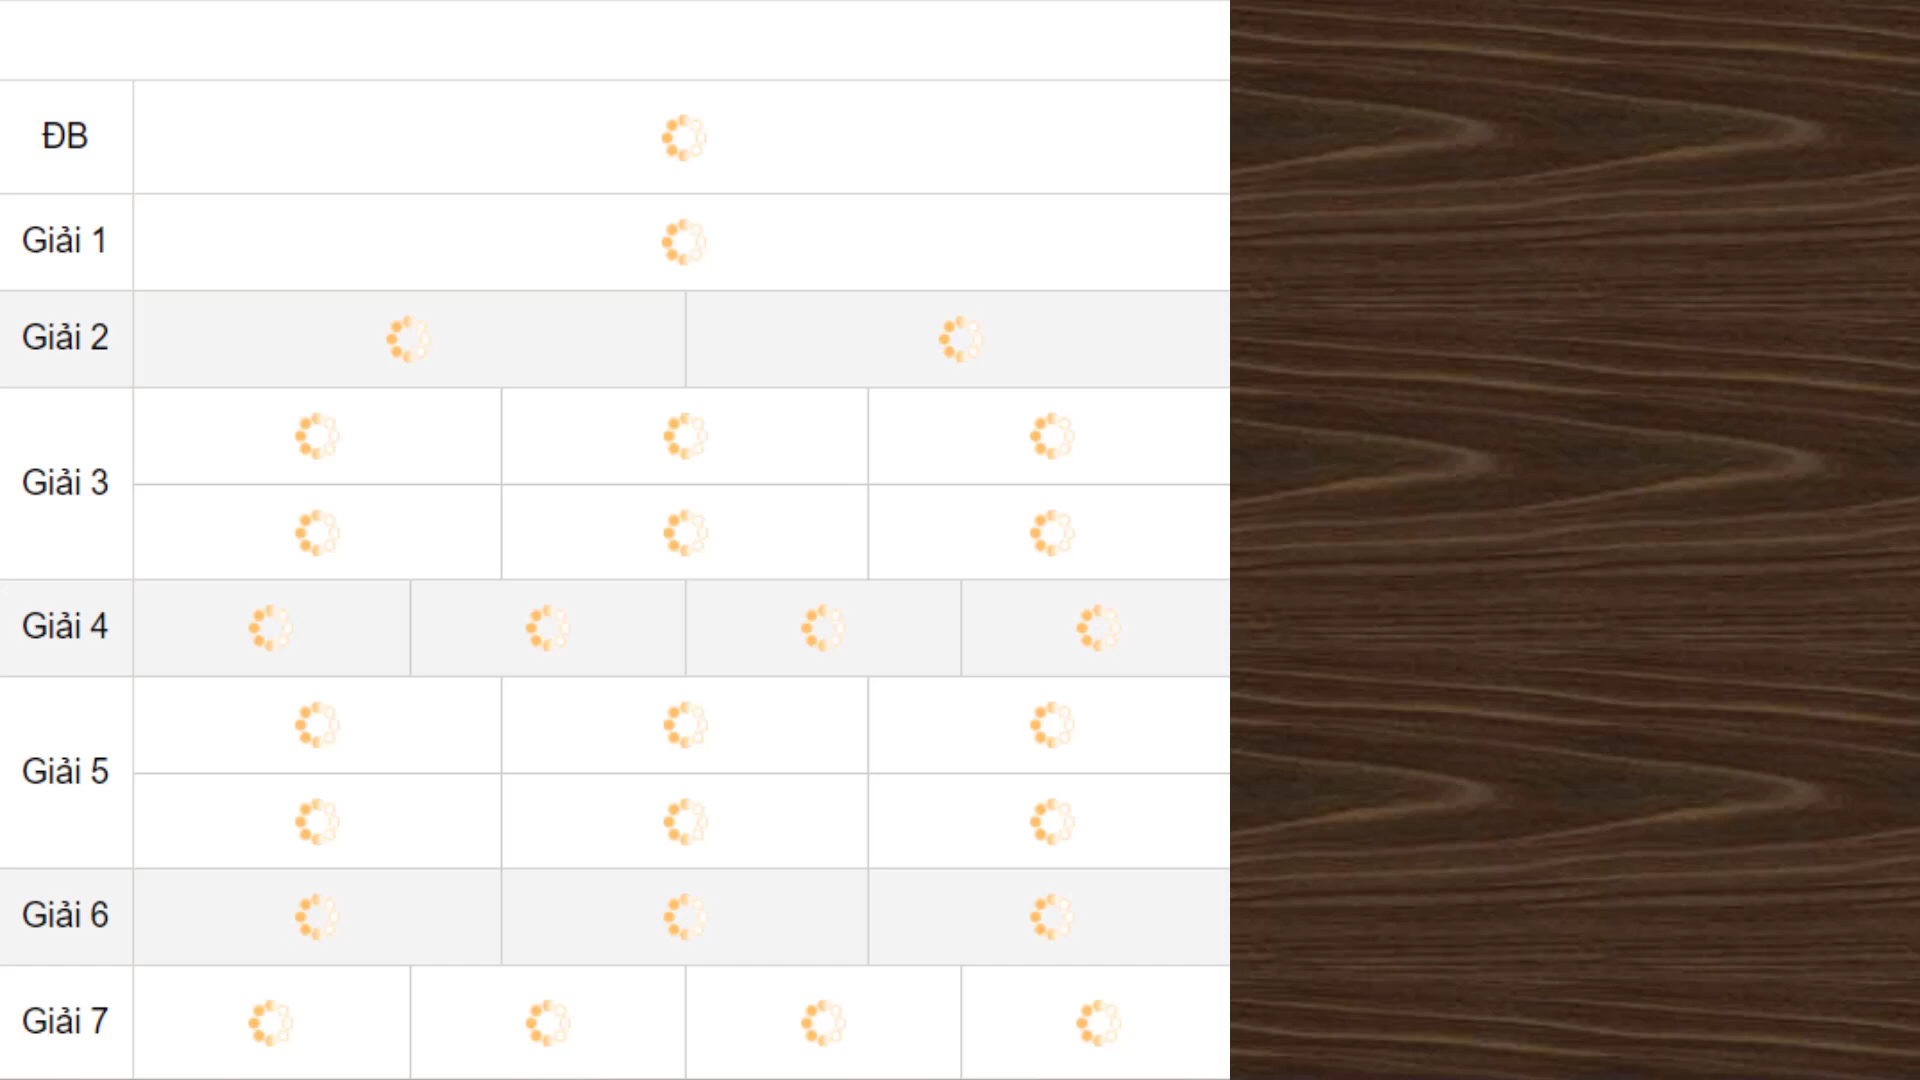 ĐB
Giải 1
Giải 2
Giải 3
Giải 4
Giải 5
Giải 6
Giải 7